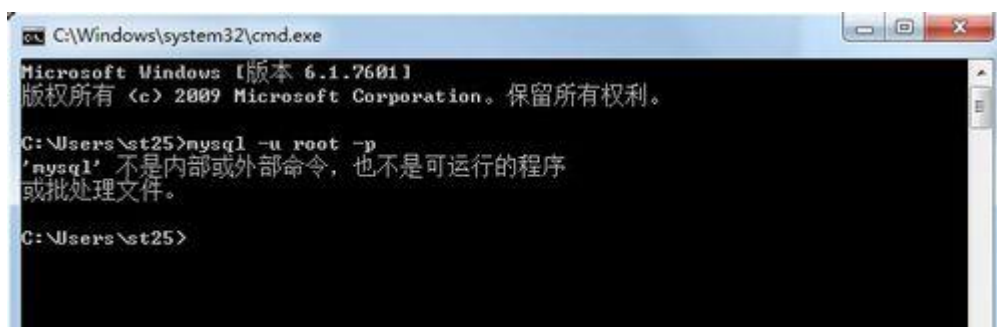 C:\Windows\system32\cmd.exe
Microsoft Windows [版本 6.1.7601]
版权所有 (c) 2009 Microsoft Corporation。保留所有权利。
C:\Users\st25>mysql -u root -p
'mysql' 不是内部或外部命令，也不是可运行的程序
或批处理文件。
C:\Users\st25>